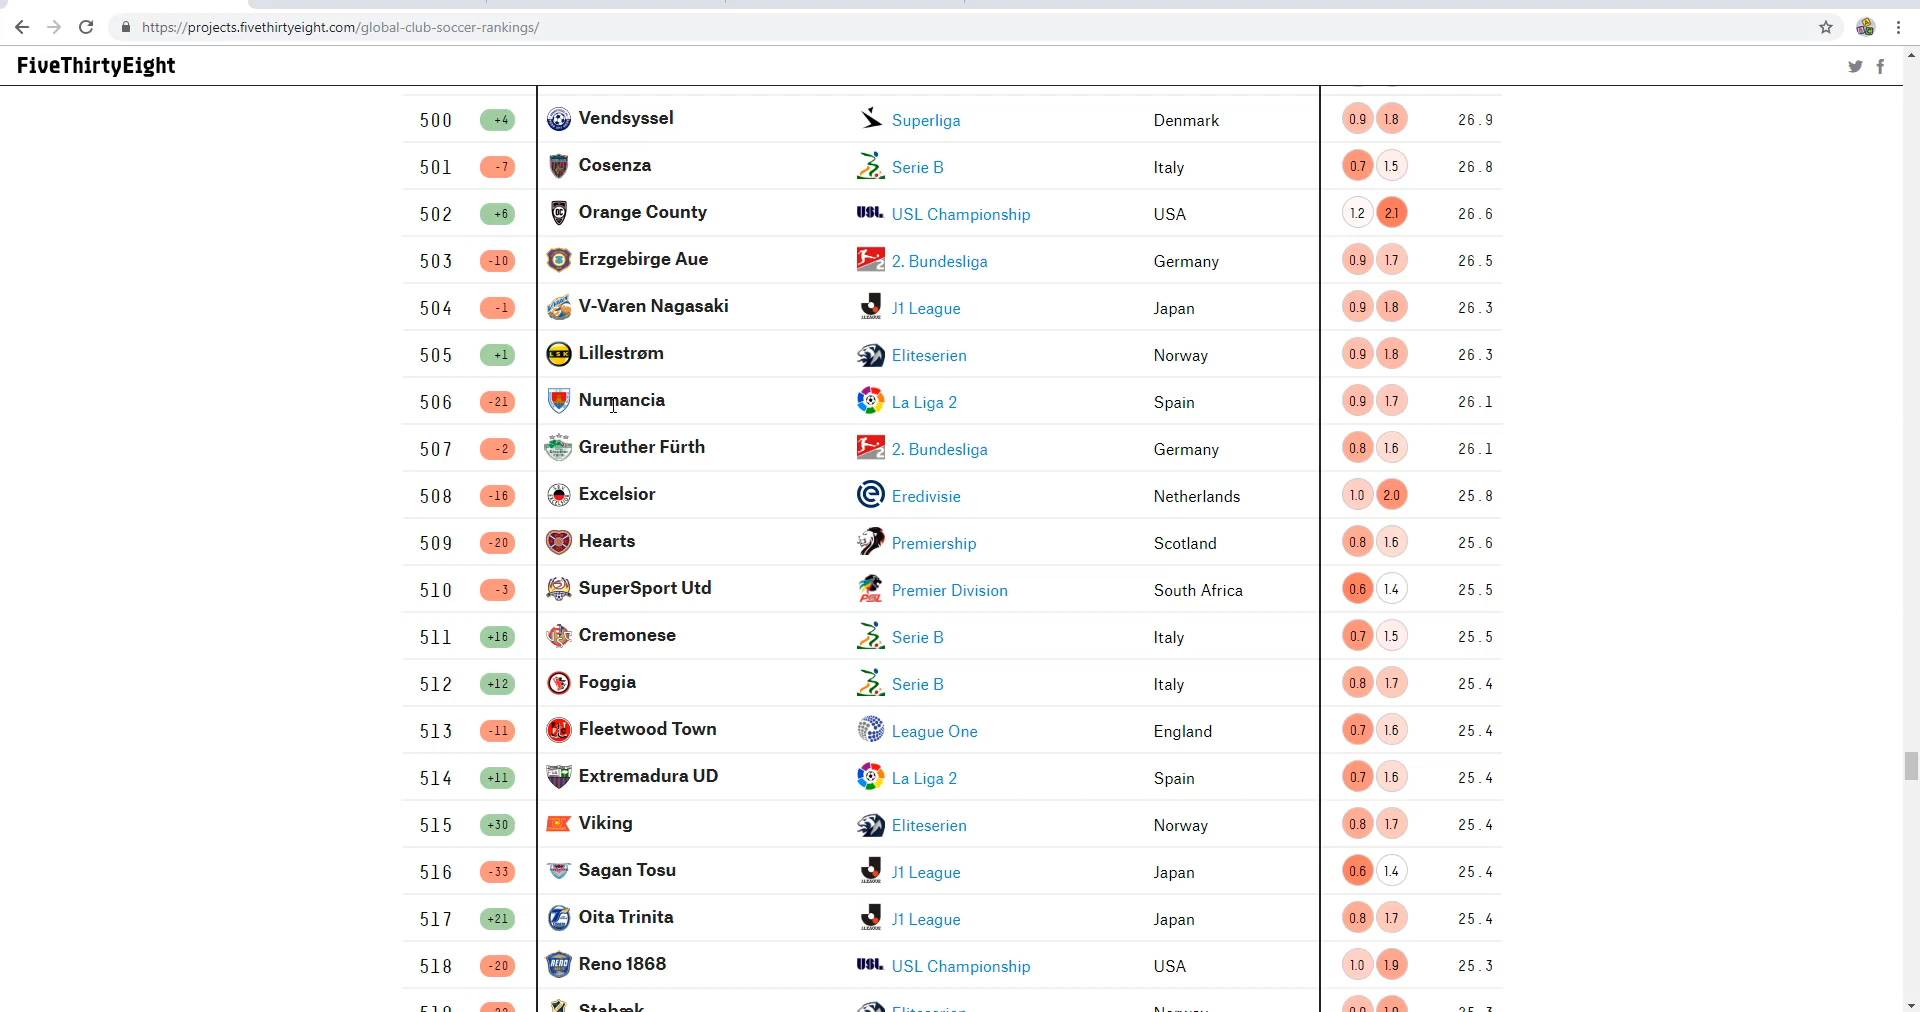 https://projects.fivethirtyeight.com/global-club-soccer-rankings/
FiveThirtyEight
500 +4 Vendsyssel Superliga Denmark 0.9 1.8 26.9
501 -7 Cosenza Serie B Italy 0.7 1.5 26.8
502 +6 Orange County USL USL Championship USA 1.2 2.1 26.6
503 -10 Erzgebirge Aue 2. Bundesliga Germany 0.9 1.7 26.5
504 -1 V-Varen Nagasaki J1 League Japan 0.9 1.8 26.3
505 +1 LSK Lillestrøm Eliteserien Norway 0.9 1.8 26.3
506 -21 Numancia La Liga 2 Spain 0.9 1.7 26.1
507 -2 Greuther Fürth 2. Bundesliga Germany 0.8 1.6 26.1
508 -16 Excelsior Eredivisie Netherlands 1.0 2.0 25.8
509 -20 Hearts Premiership Scotland 0.8 1.6 25.6
510 -3 SuperSport Utd PSL Premier Division South Africa 0.6 1.4 25.5
511 +16 Cremonese Serie B Italy 0.7 1.5 25.5
512 +12 Foggia Serie B Italy 0.8 1.7 25.4
513 -11 Fleetwood Town League One England 0.7 1.6 25.4
514 +11 Extremadura UD La Liga 2 Spain 0.7 1.6 25.4
515 +30 Viking Eliteserien Norway 0.8 1.7 25.4
516 -33 Sagan Tosu J1 League Japan 0.6 1.4 25.4
517 +21 Oita Trinita J1 League Japan 0.8 1.7 25.4
518 -20 RENO Reno 1868 USL USL Championship USA 1.0 1.9 25.3
519 Stabæk Eliteserien Norway 25.3